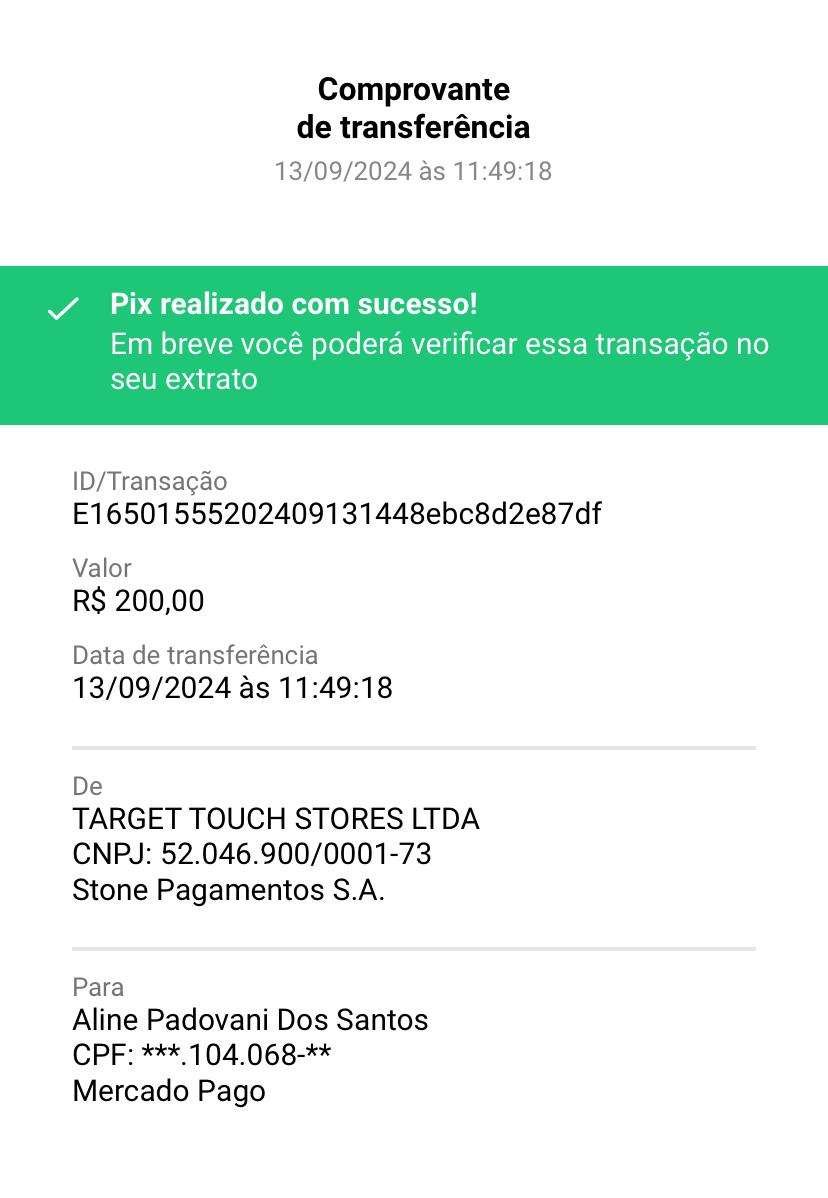 Comprovante
de transferência
13/09/2024 às 11:49:18
Pix realizado com sucesso!
Em breve você poderá verificar essa transação no
seu extrato
ID/Transação
E16501555202409131448ebc8d2e87df
Valor
R$ 200,00
Data de transferência
13/09/2024 às 11:49:18
De
TARGET TOUCH STORES LTDA
CNPJ: 52.046.900/0001-73
Stone Pagamentos S.A.
Para
Aline Padovani Dos Santos
CPF: ***.104.068-**
Mercado Pago